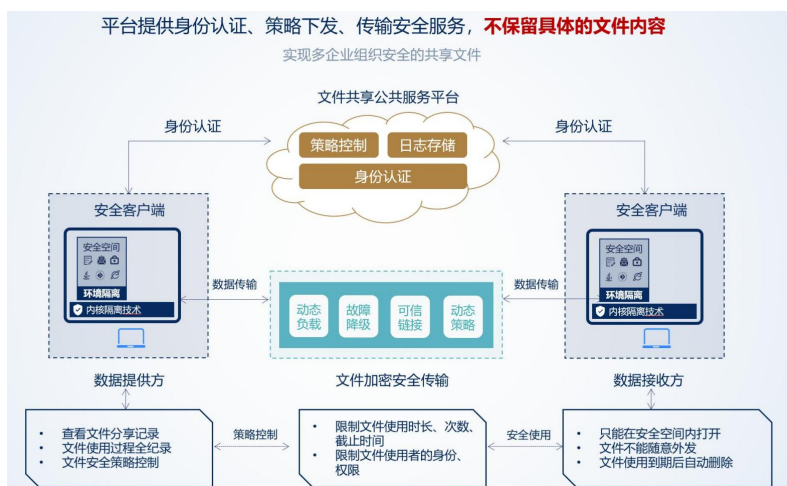 平台提供身份认证、策略下发、传输安全服务，不保留具体的文件内容
实现多企业组织安全的共享文件
文件共享公共服务平台
身份认证
身份认证
策略控制
日志存储
身份认证
安全客户端
安全客户端
安全空间
环境隔离
内核隔离技术
安全空间
环境隔离
内核隔离技术
数据传输
数据传输
动态
负载
故障
降级
可信
链接
动态
策略
数据提供方
文件加密安全传输
数据接收方
• 查看文件分享记录
• 文件使用过程全纪录
• 文件安全策略控制
策略控制
• 限制文件使用时长、次数、
截止时间
• 限制文件使用者的身份、
权限
安全使用
• 只能在安全空间内打开
• 文件不能随意外发
• 文件使用到期后自动删除